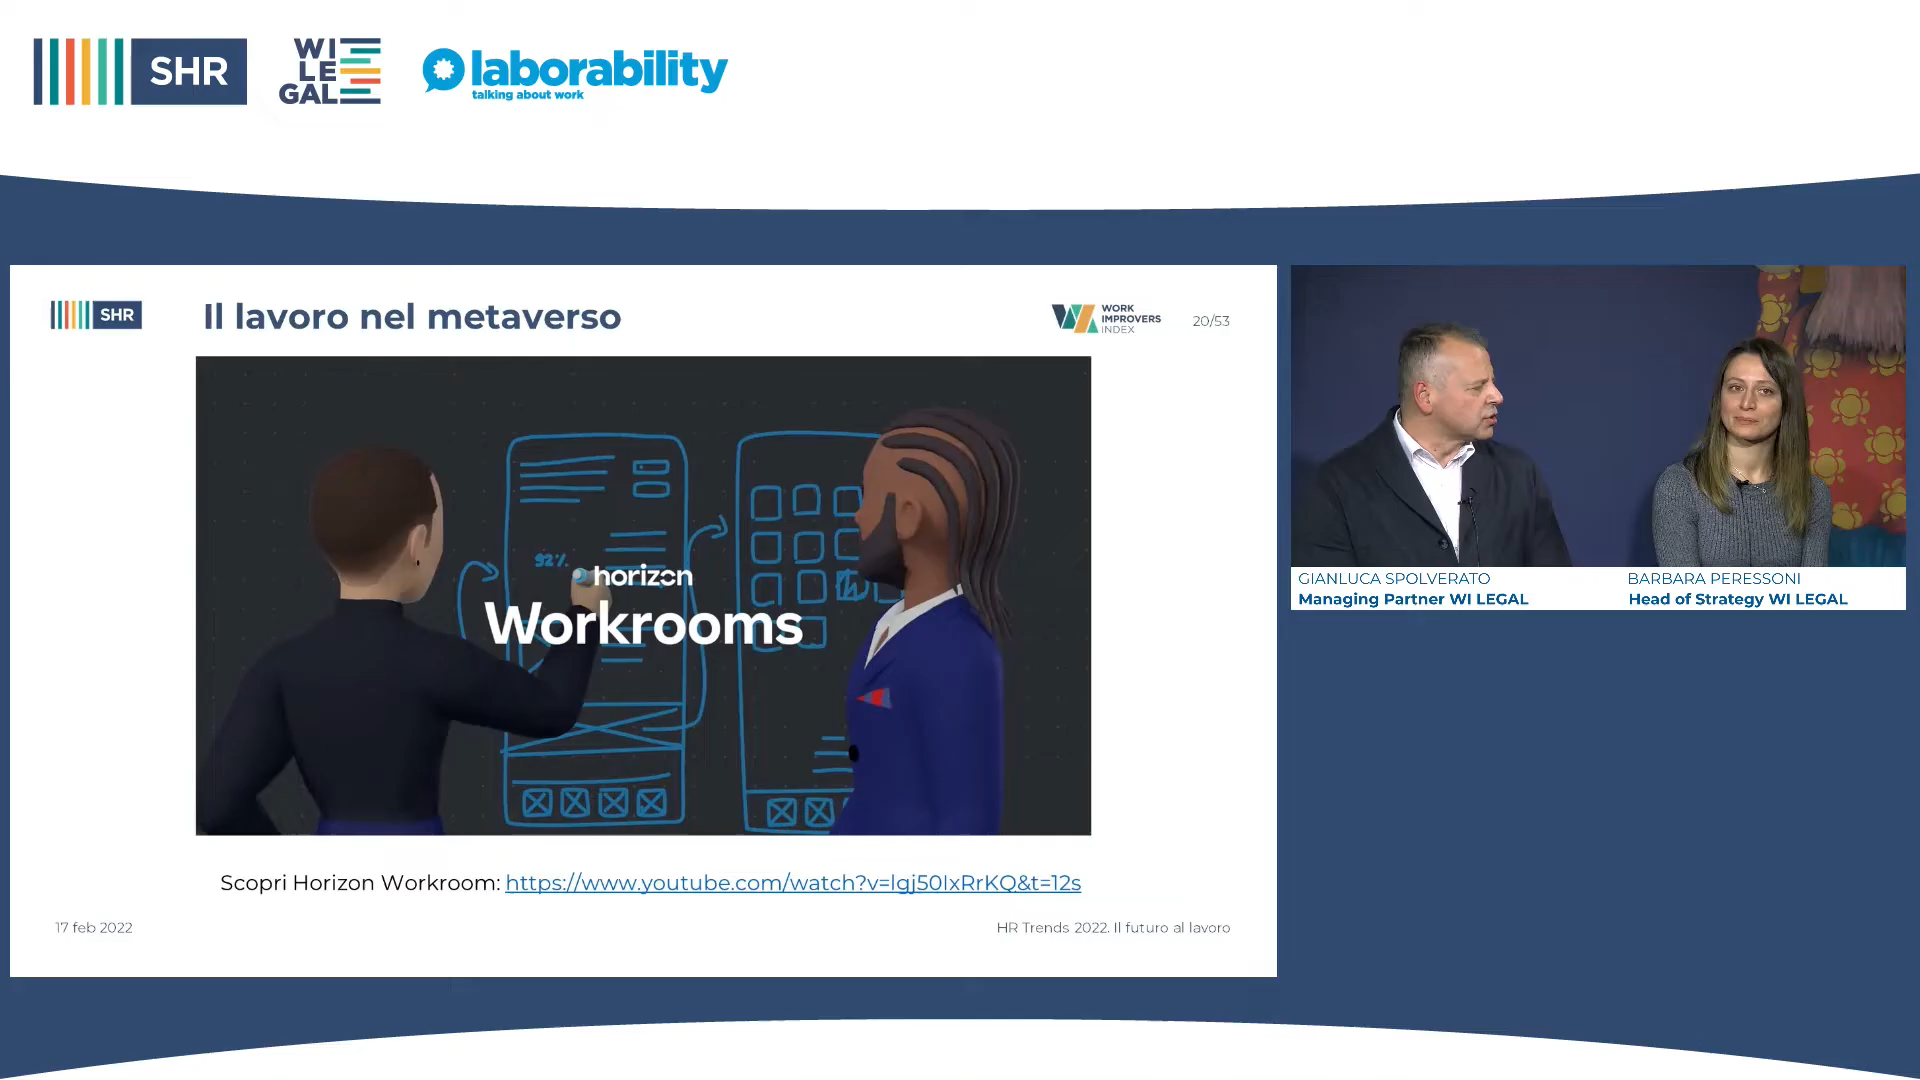 SHR
WI
LE
GAL
laborability
talking about work
SHR
Il lavoro nel metaverso
WORK
IMPROVERS
INDEX
20/53
92%
horizon
Workrooms
Scopri Horizon Workroom: https://www.youtube.com/watch?v=lgj50IxRrKQ&t=12s
17 feb 2022
HR Trends 2022. Il futuro al lavoro
GIANLUCA SPOLVERATO
Managing Partner WI LEGAL
BARBARA PERESSONI
Head of Strategy WI LEGAL